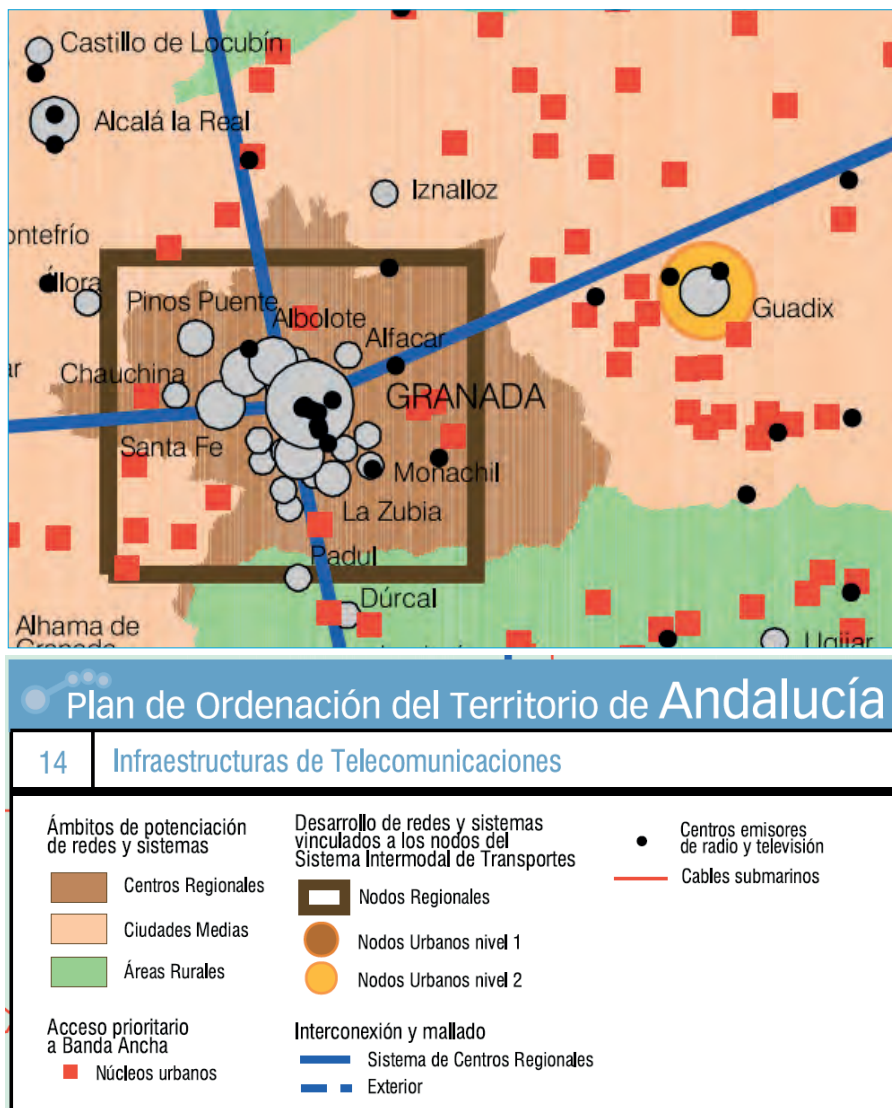 Castillo de Locubín
Alcalá la Real
Iznalloz
ontefrío
Íllora
Pinos Puente
Albolote
Guadix
Alfacar
ar
Chauchina
GRANADA
Santa Fe
Monachil
La Zubia
Padul
Dúrcal
Alhama de
Granada
Ugíjar
Plan de Ordenación del Territorio de Andalucía
14 Infraestructuras de Telecomunicaciones
Ámbitos de potenciación
de redes y sistemas
Centros Regionales
Ciudades Medias
Áreas Rurales
Acceso prioritario
a Banda Ancha
Núcleos urbanos
Desarrollo de redes y sistemas
vinculados a los nodos del
Sistema Intermodal de Transportes
Nodos Regionales
Nodos Urbanos nivel 1
Nodos Urbanos nivel 2
Interconexión y mallado
Sistema de Centros Regionales
Exterior
Centros emisores
de radio y televisión
Cables submarinos